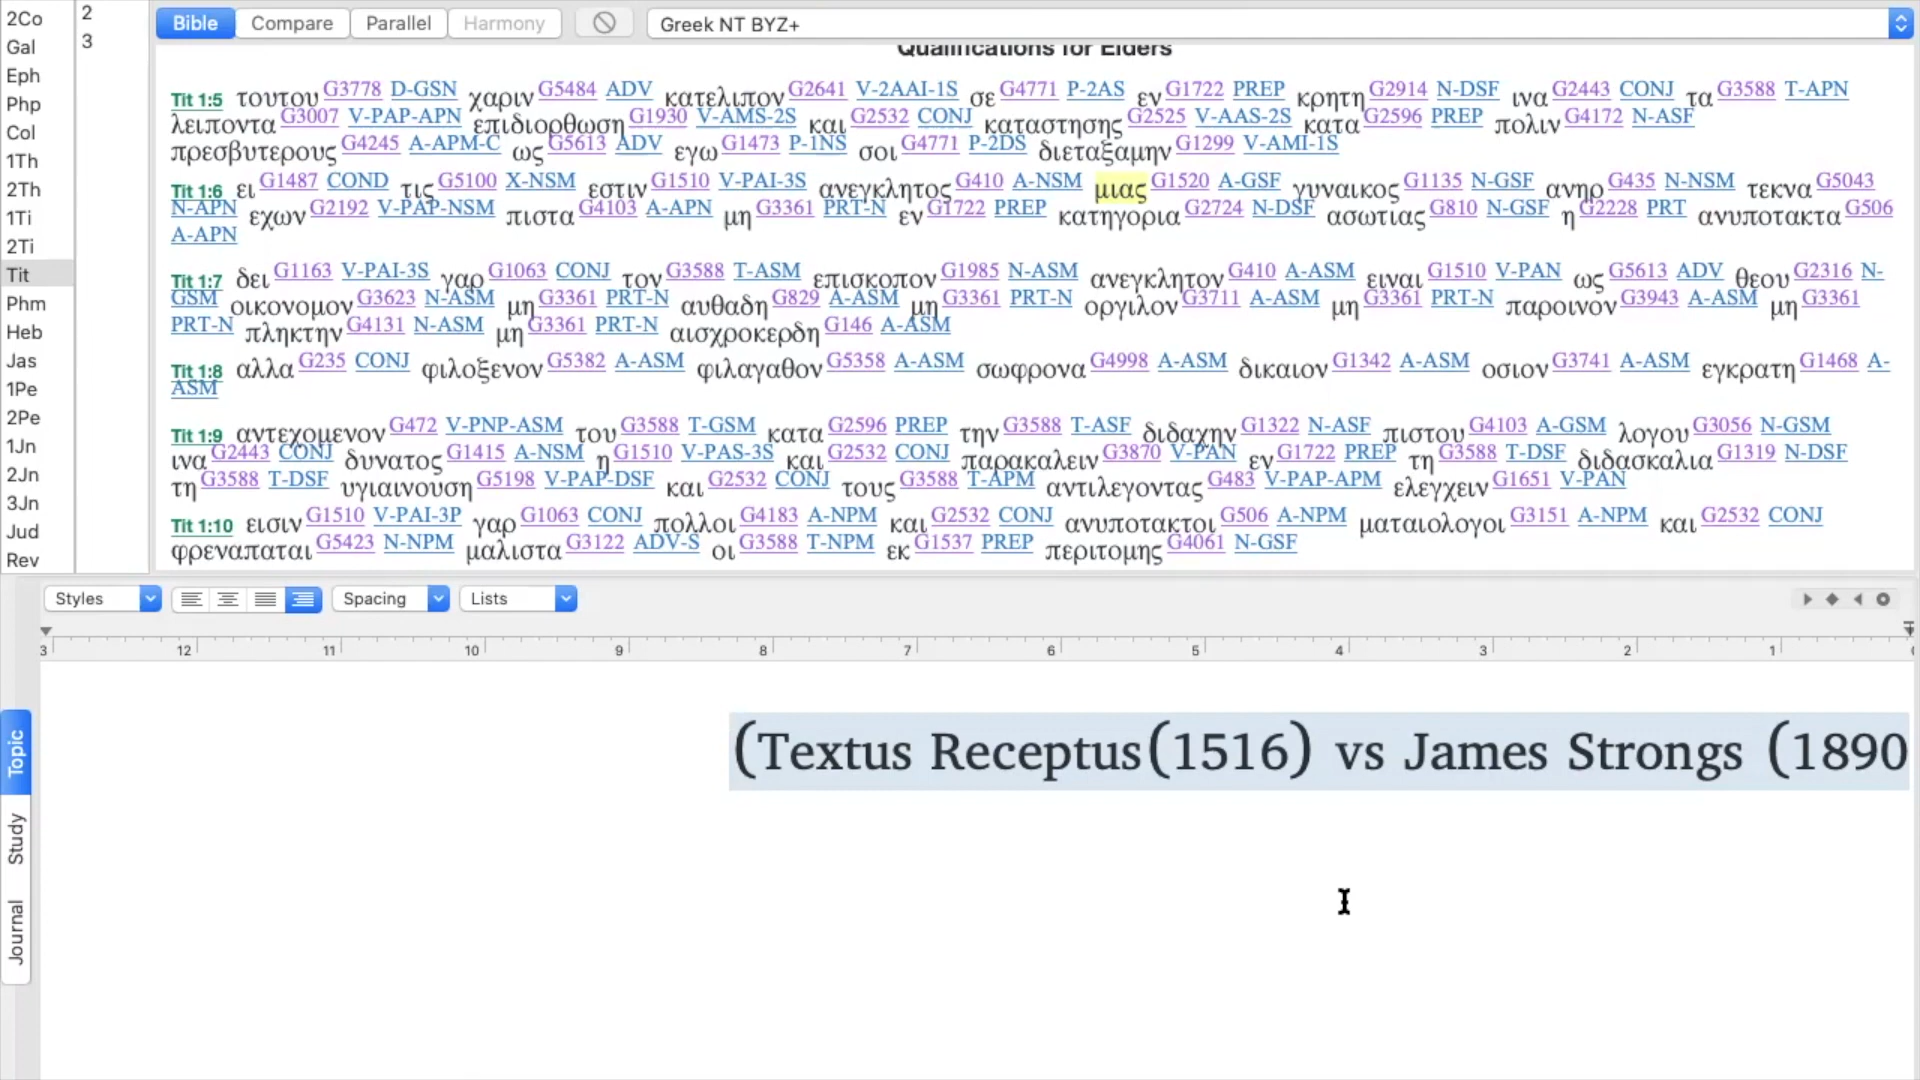 2Co
Gal
Eph
Php
Col
1Th
2Th
1Ti
2Ti
Tit
Phm
Heb
Jas
1Pe
2Pe
1Jn
2Jn
3Jn
Jud
Rev
2
3
Bible Compare Parallel Harmony Greek NT BYZ+
Qualifications for Elders
Tit 1:5 τουτου G3778 D-GSN χαριν G5484 ADV κατελιπον G2641 V-2AAI-1S σε G4771 P-2AS εν G1722 PREP κρητη G2914 N-DSF ινα G2443 CONJ τα G3588 T-APN
λειποντα G3007 V-PAP-APN επιδιορθωση G1930 V-AMS-2S και G2532 CONJ καταστησης G2525 V-AAS-2S κατα G2596 PREP πολιν G4172 N-ASF
πρεσβυτερους G4245 A-APM-C ως G5613 ADV εγω G1473 P-1NS σοι G4771 P-2DS διεταξαμην G1299 V-AMI-1S
Tit 1:6 ει G1487 COND τις G5100 X-NSM εστιν G1510 V-PAI-3S ανεγκλητος G410 A-NSM μιας G1520 A-GSF γυναικος G1135 N-GSF ανηρ G435 N-NSM τεκνα G5043
N-APN εχων G2192 V-PAP-NSM πιστα G4103 A-APN μη G3361 PRT-N εν G1722 PREP κατηγορια G2724 N-DSF ασωτιας G810 N-GSF η G2228 PRT ανυποτακτα G506
A-APN
Tit 1:7 δει G1163 V-PAI-3S γαρ G1063 CONJ τον G3588 T-ASM επισκοπον G1985 N-ASM ανεγκλητον G410 A-ASM ειναι G1510 V-PAN ως G5613 ADV θεου G2316 N-
GSM οικονομον G3623 N-ASM μη G3361 PRT-N αυθαδη G829 A-ASM μη G3361 PRT-N οργιλον G3711 A-ASM μη G3361 PRT-N παροινον G3943 A-ASM μη G3361
PRT-N πληκτην G4131 N-ASM μη G3361 PRT-N αισχροκερδη G146 A-ASM
Tit 1:8 αλλα G235 CONJ φιλοξενον G5382 A-ASM φιλαγαθον G5358 A-ASM σωφρονα G4998 A-ASM δικαιον G1342 A-ASM οσιον G3741 A-ASM εγκρατη G1468 A-
ASM
Tit 1:9 αντεχομενον G472 V-PNP-ASM του G3588 T-GSM κατα G2596 PREP την G3588 T-ASF διδαχην G1322 N-ASF πιστου G4103 A-GSM λογου G3056 N-GSM
ινα G2443 CONJ δυνατος G1415 A-NSM η G1510 V-PAS-3S και G2532 CONJ παρακαλειν G3870 V-PAN εν G1722 PREP τη G3588 T-DSF διδασκαλια G1319 N-DSF
τη G3588 T-DSF υγιαινουση G5198 V-PAP-DSF και G2532 CONJ τους G3588 T-APM αντιλεγοντας G483 V-PAP-APM ελεγχειν G1651 V-PAN
Tit 1:10 εισιν G1510 V-PAI-3P γαρ G1063 CONJ πολλοι G4183 A-NPM και G2532 CONJ ανυποτακτοι G506 A-NPM ματαιολογοι G3151 A-NPM και G2532 CONJ
φρεναπαται G5423 N-NPM μαλιστα G3122 ADV-S οι G3588 T-NPM εκ G1537 PREP περιτομης G4061 N-GSF
Styles Spacing Lists
3 12 11 10 9 8 7 6 5 4 3 2 1
Topic
Study
Journal
(Textus Receptus(1516) vs James Strongs (1890